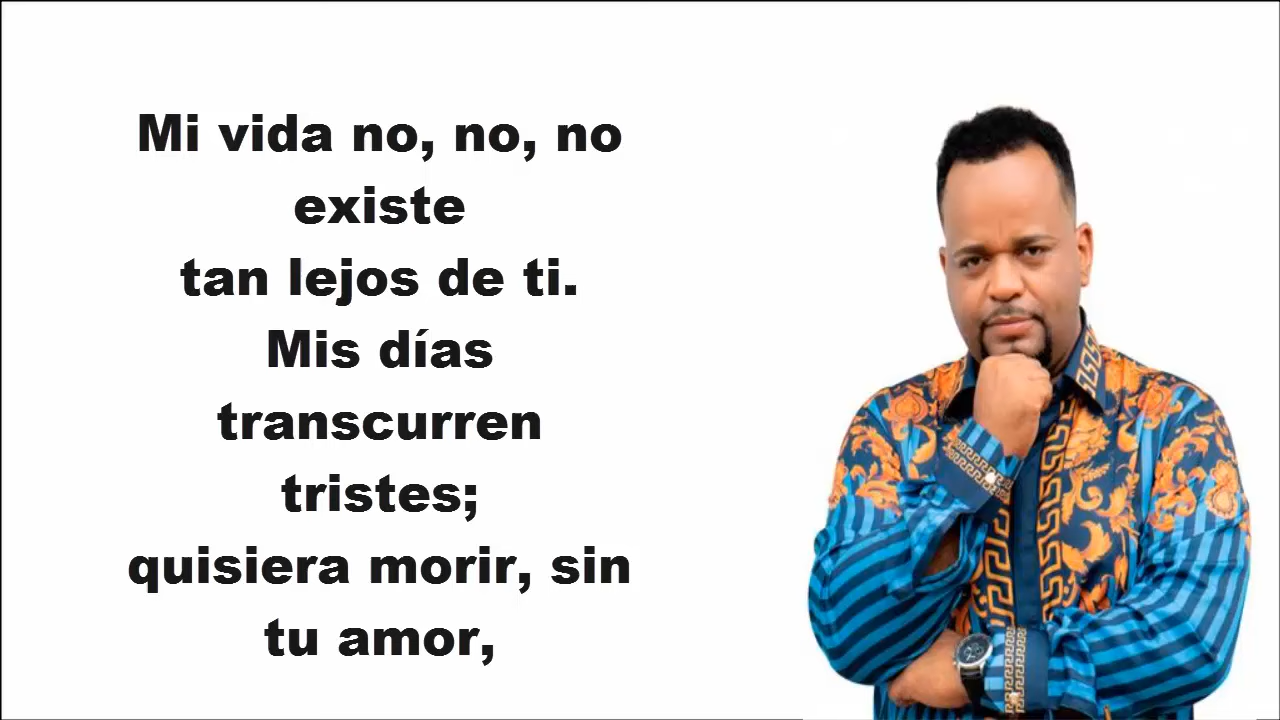 Mi vida no, no, no
existe
tan lejos de ti.
Mis días
transcurren
tristes;
quisiera morir, sin
tu amor,